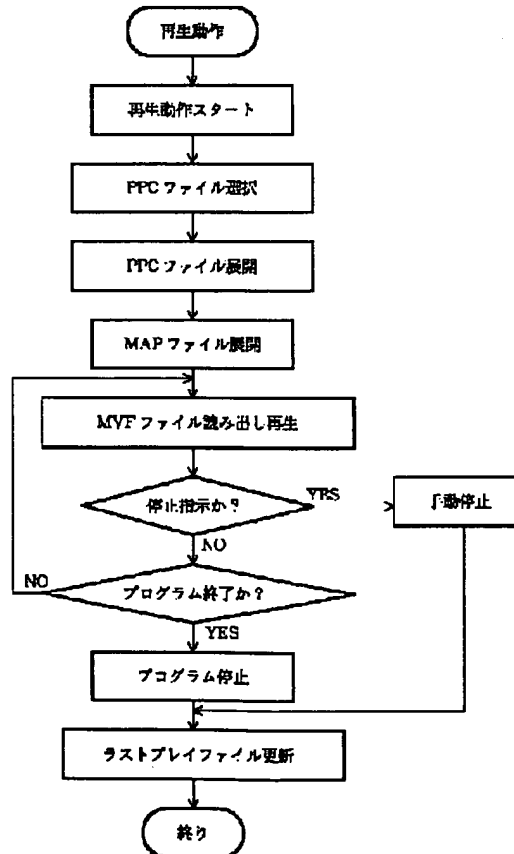 再生動作
再生動作スタート
PPC ファイル選択
PPC ファイル展開
MAP ファイル展開
MVF ファイル読み出し再生
停止指示か?
YES
手動停止
NO
NO
プログラム終了か?
YES
プログラム停止
ラストプレイファイル更新
終り